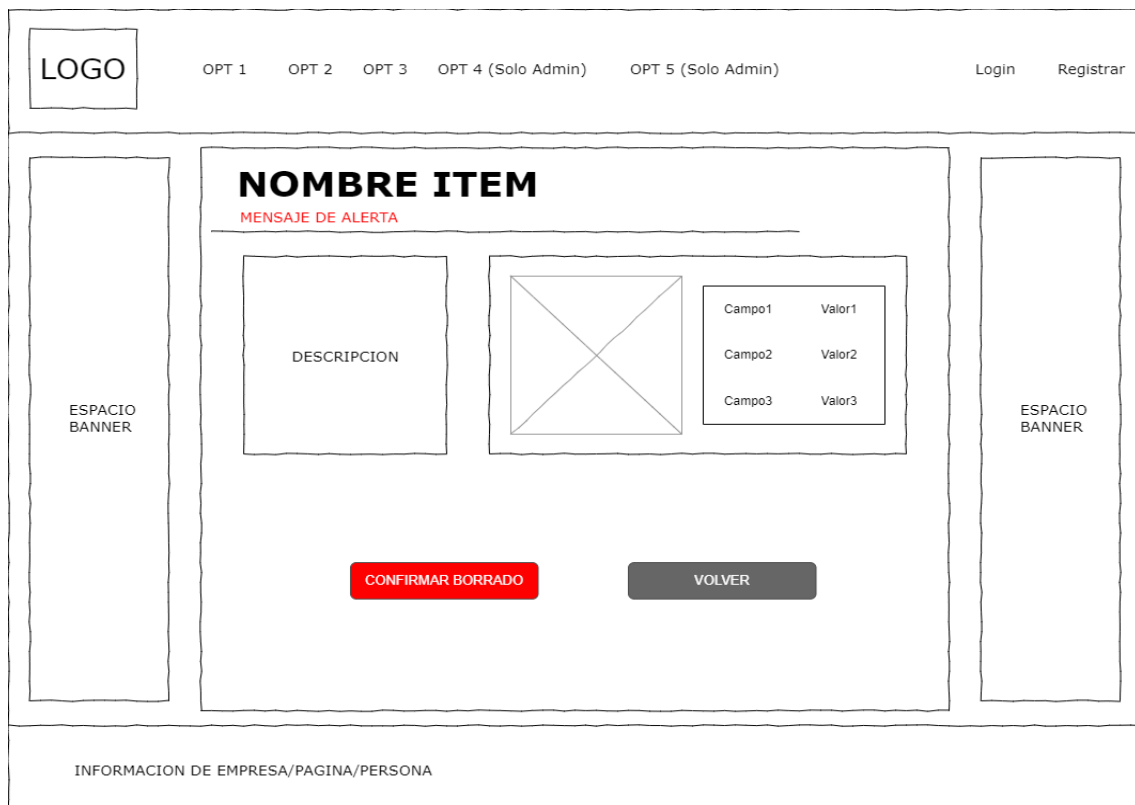 LOGO
OPT 1
OPT 2
OPT 3
OPT 4 (Solo Admin)
OPT 5 (Solo Admin)
Login
Registrar
ESPACIO
BANNER
NOMBRE ITEM
MENSAJE DE ALERTA
DESCRIPCION
Campo1 Valor1
Campo2 Valor2
Campo3 Valor3
CONFIRMAR BORRADO
VOLVER
ESPACIO
BANNER
INFORMACION DE EMPRESA/PAGINA/PERSONA